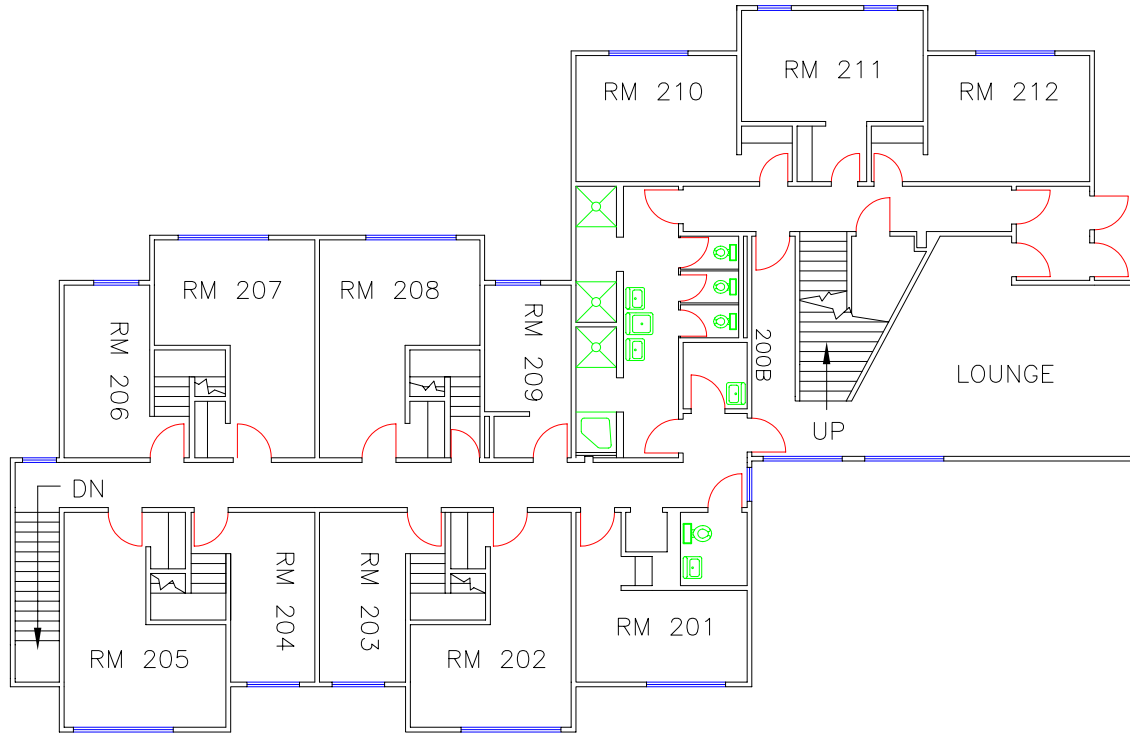 RM 211
RM 210
RM 212
RM 207
RM 208
RM 206
RM 209
200B
LOUNGE
UP
DN
RM 204
RM 203
RM 201
RM 205
RM 202